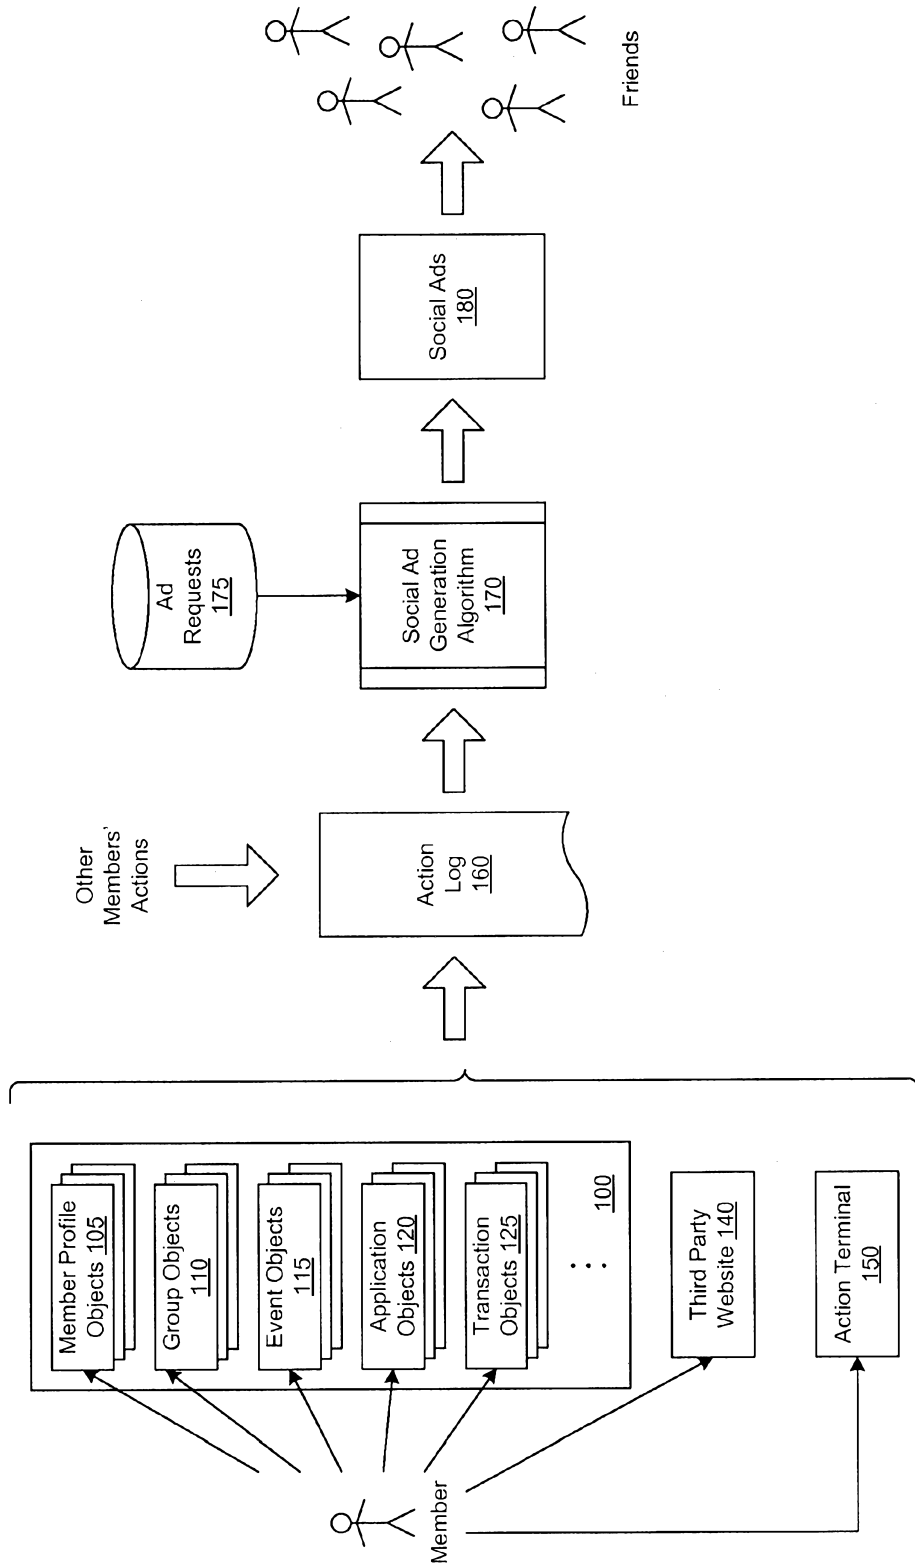 Member
Member Profile
Objects 105
Group Objects
110
Event Objects
115
Application
Objects 120
Transaction
Objects 125
100
Third Party
Website 140
Action Terminal
150
Other
Members'
Actions
Action
Log
160
Ad
Requests
175
Social Ad
Generation
Algorithm
170
Social Ads
180
Friends